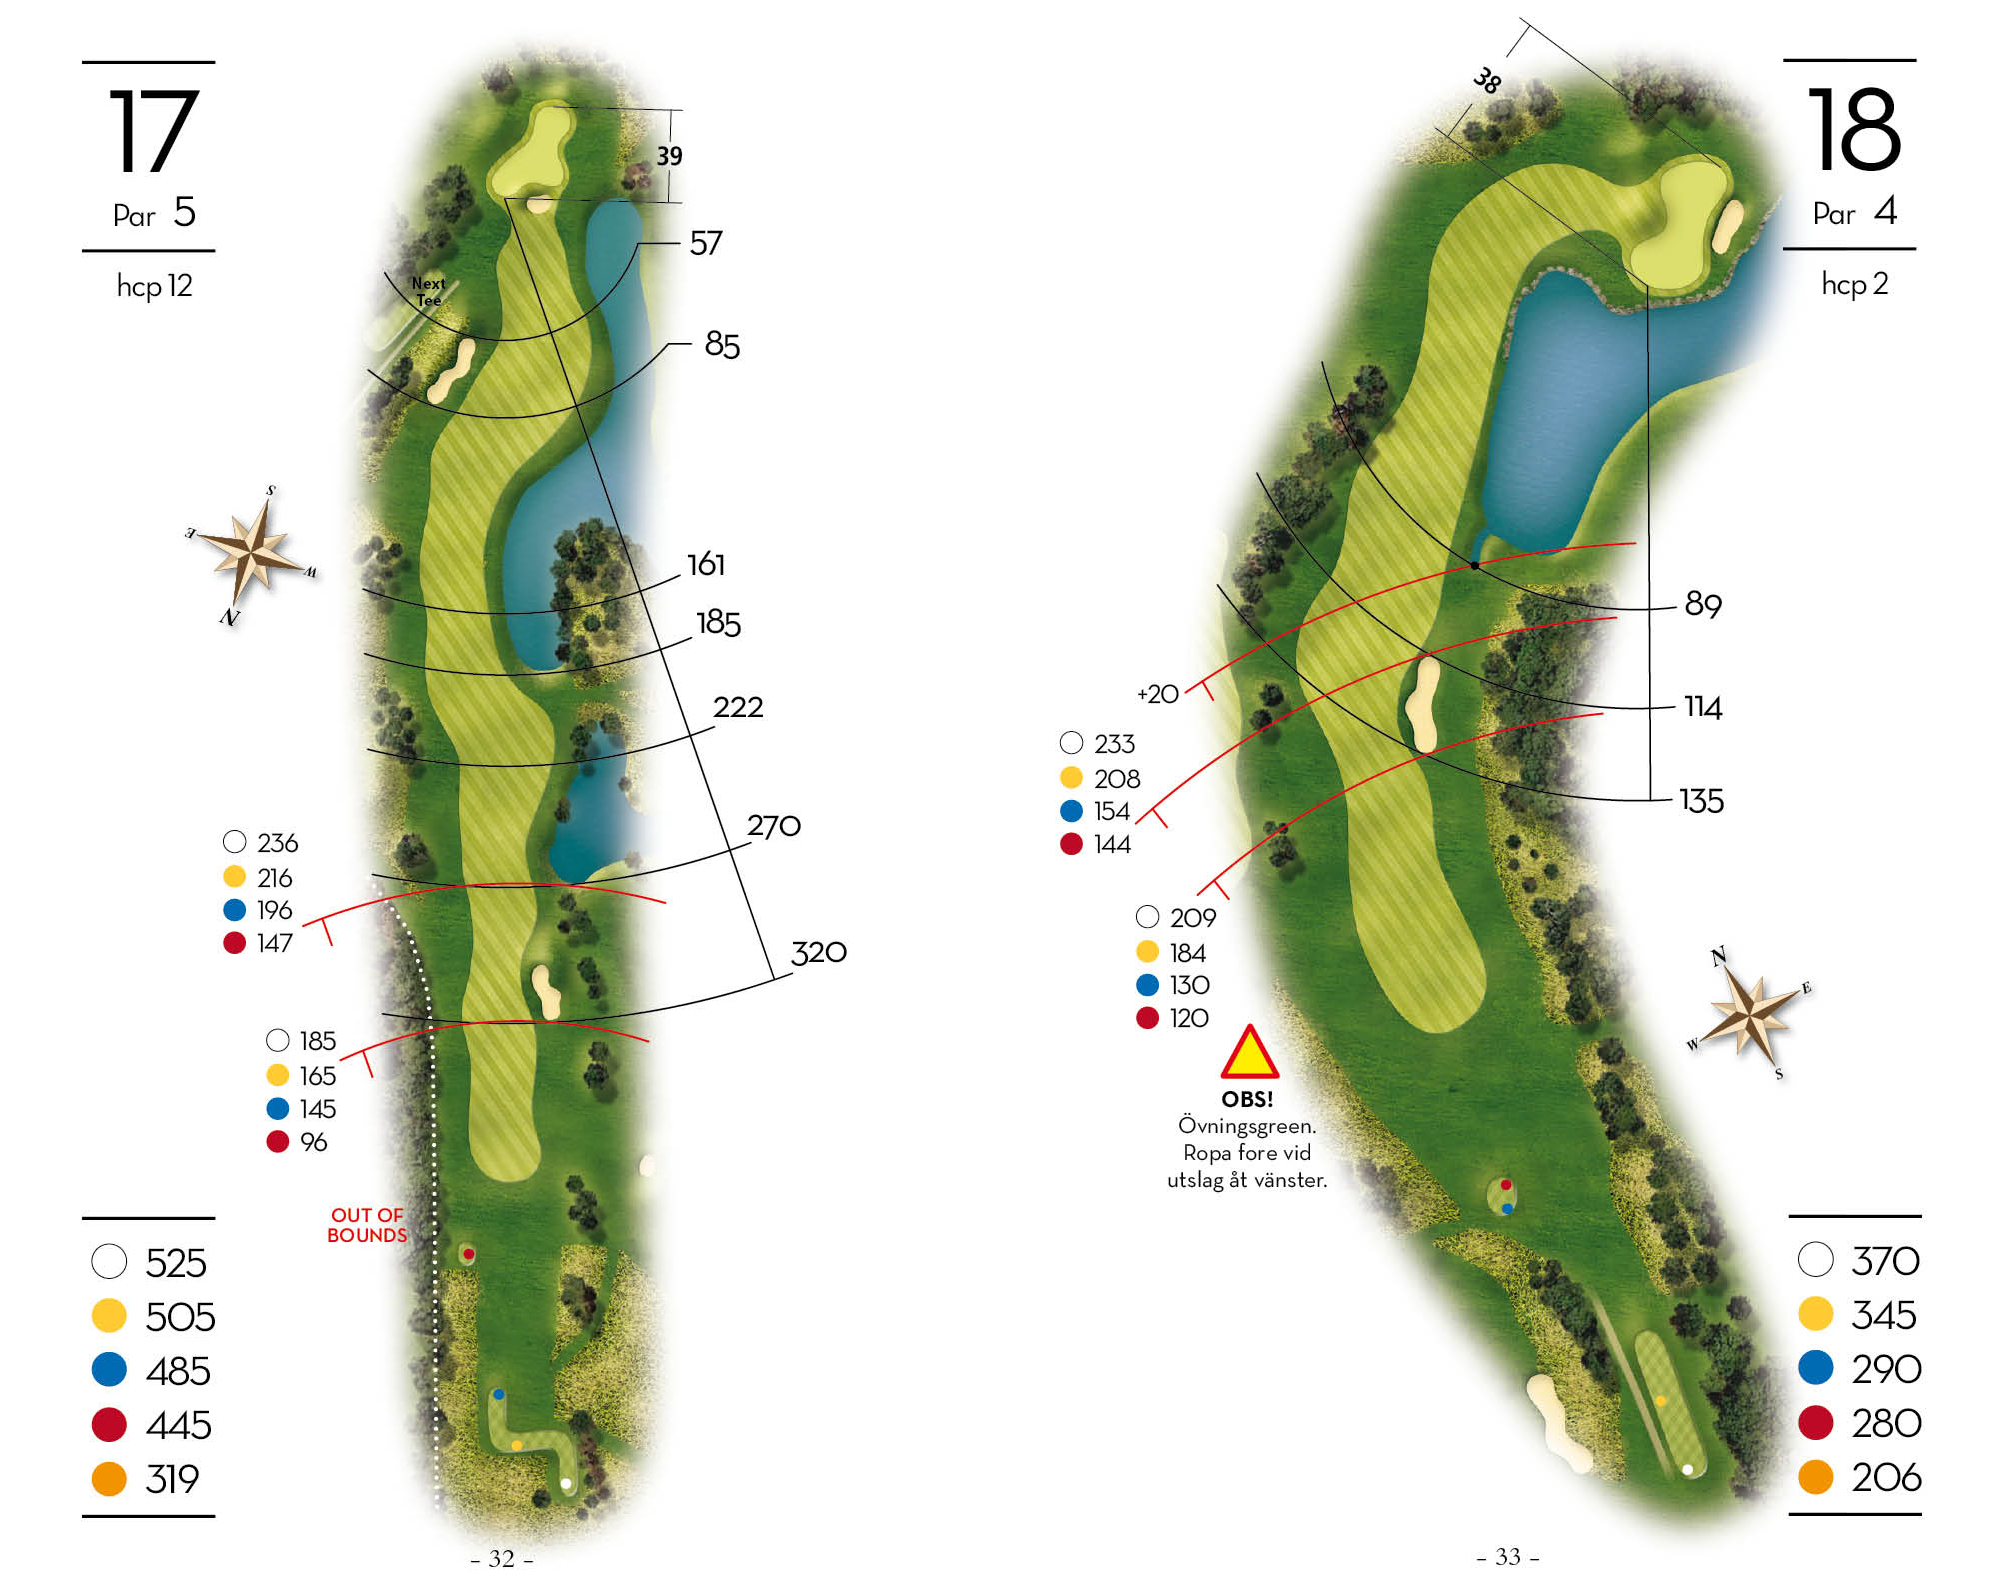 17
Par 5
hcp 12
39
57
Next
Tee
85
S
E
W
N
161
185
222
270
320
236
216
196
147
185
165
145
96
OUT OF
BOUNDS
525
505
485
445
319
- 32 -
38
18
Par 4
hcp 2
89
114
135
+20
233
208
154
144
209
184
130
120
OBS!
Övningsgreen.
Ropa fore vid
utslag åt vänster.
N
E
W
S
370
345
290
280
206
- 33 -